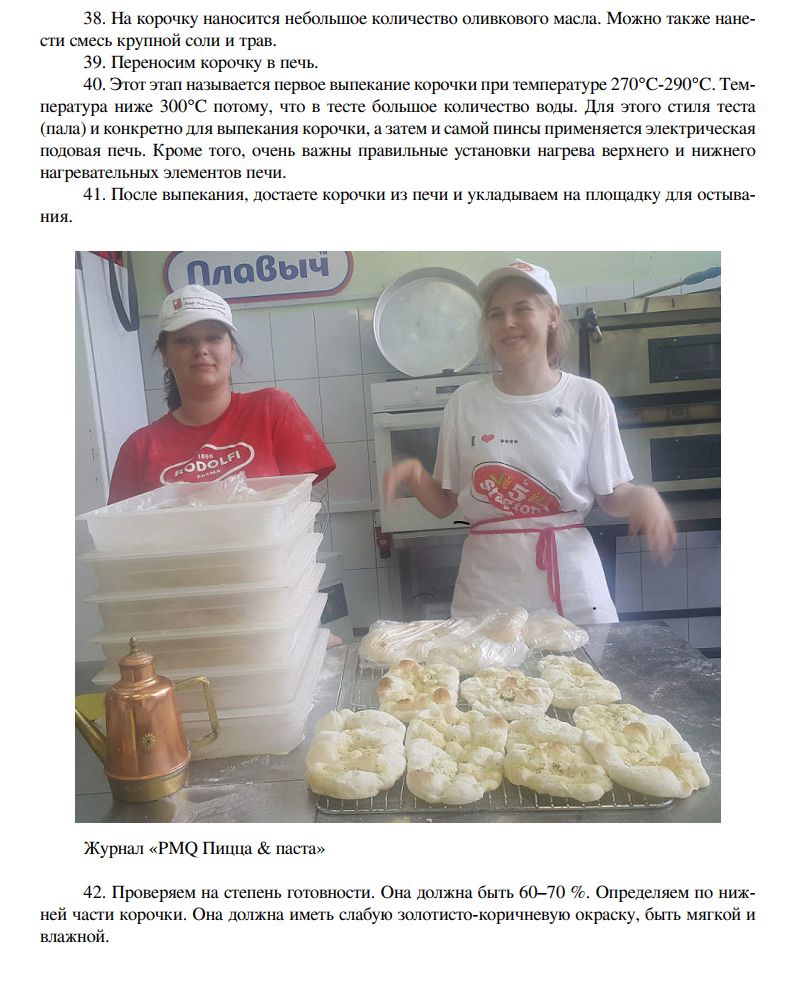 38. На корочку наносится небольшое количество оливкового масла. Можно также нане-
сти смесь крупной соли и трав.
39. Переносим корочку в печь.
40. Этот этап называется первое выпекание корочки при температуре 270°С-290°С. Тем-
пература ниже 300°С потому, что в тесте большое количество воды. Для этого стиля теста
(пала) и конкретно для выпекания корочки, а затем и самой пинсы применяется электрическая
подовая печь. Кроме того, очень важны правильные установки нагрева верхнего и нижнего
нагревательных элементов печи.
41. После выпекания, достаете корочки из печи и укладываем на площадку для остыва-
ния.
Плавыч
TM
I ❤ ....
1896
RODOLFI
PARMA
le
5
Stagioni
Журнал «PMQ Пицца & паста»
42. Проверяем на степень готовности. Она должна быть 60–70 %. Определяем по ниж-
ней части корочки. Она должна иметь слабую золотисто-коричневую окраску, быть мягкой и
влажной.